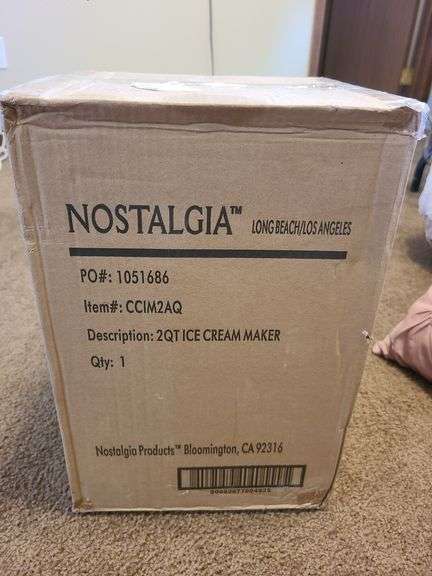 NOSTALGIA™ LONG BEACH/LOS ANGELES
PO#: 1051686
Item#: CCIM2AQ
Description: 2QT ICE CREAM MAKER
Qty: 1
Nostalgia Products™ Bloomington, CA 92316